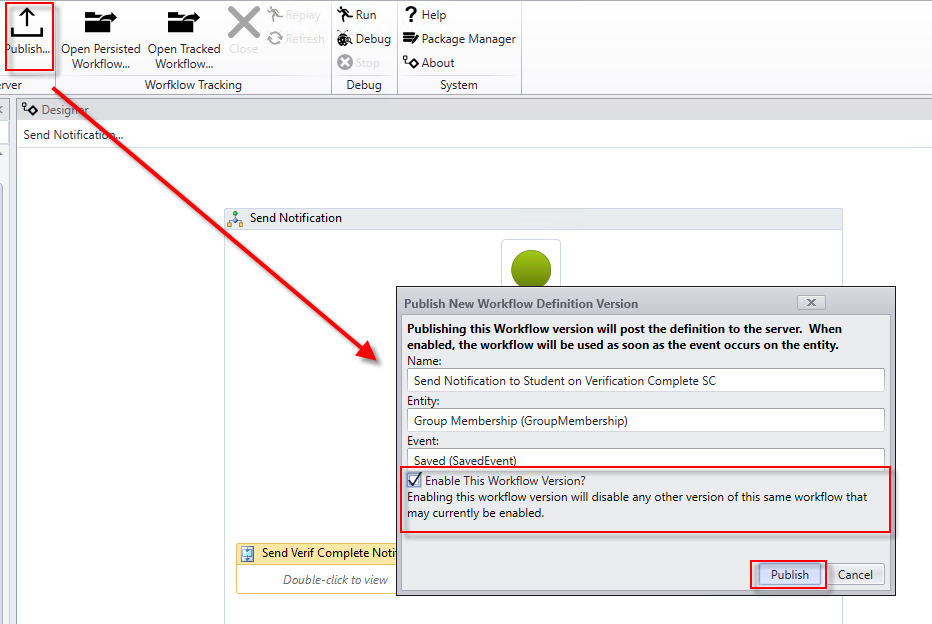 Publish...
Open Persisted
Workflow...
Open Tracked
Workflow...
Close
Replay
Refresh
Run
Debug
Stop
? Help
Package Manager
About
erver
Worfklow Tracking
Debug
System
Designer
Send Notification...
Send Notification
Publish New Workflow Definition Version
Publishing this Workflow version will post the definition to the server. When
enabled, the workflow will be used as soon as the event occurs on the entity.
Name:
Send Notification to Student on Verification Complete SC
Entity:
Group Membership (GroupMembership)
Event:
Saved (SavedEvent)
Enable This Workflow Version?
Enabling this workflow version will disable any other version of this same workflow that
may currently be enabled.
Send Verif Complete Noti
Double-click to view
Publish
Cancel